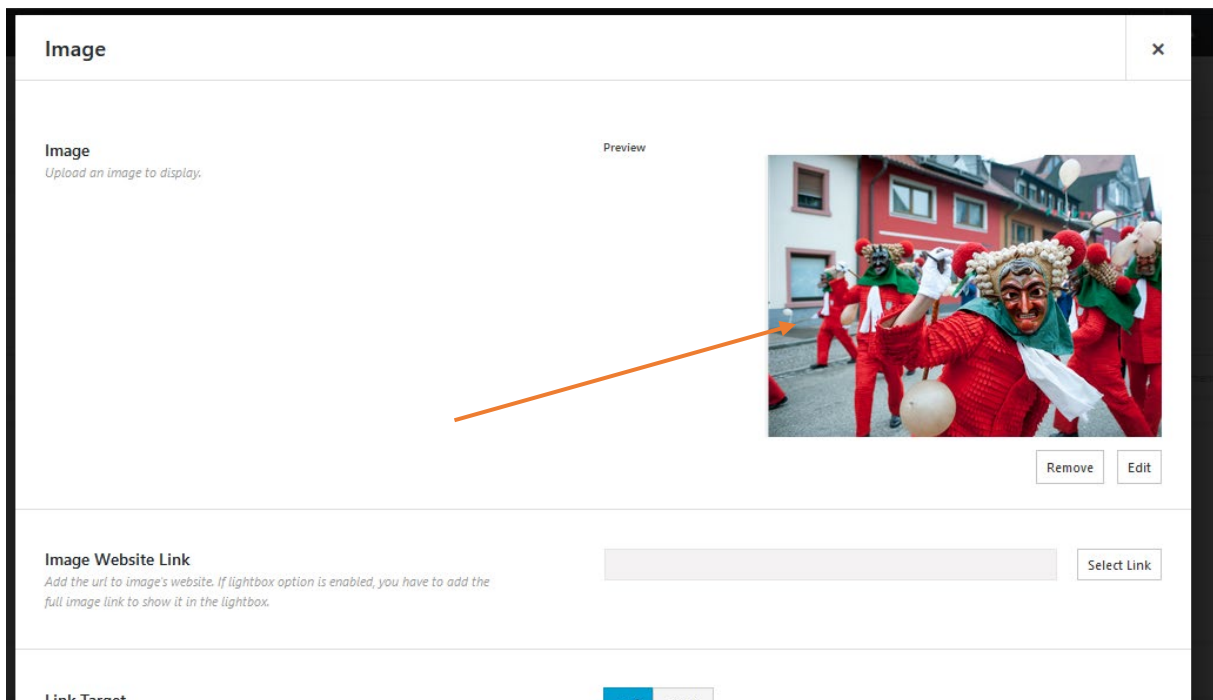 Image
×
Image
Upload an image to display.
Preview
Remove
Edit
Image Website Link
Add the url to image's website. If lightbox option is enabled, you have to add the
full image link to show it in the lightbox.
Select Link
Link Target